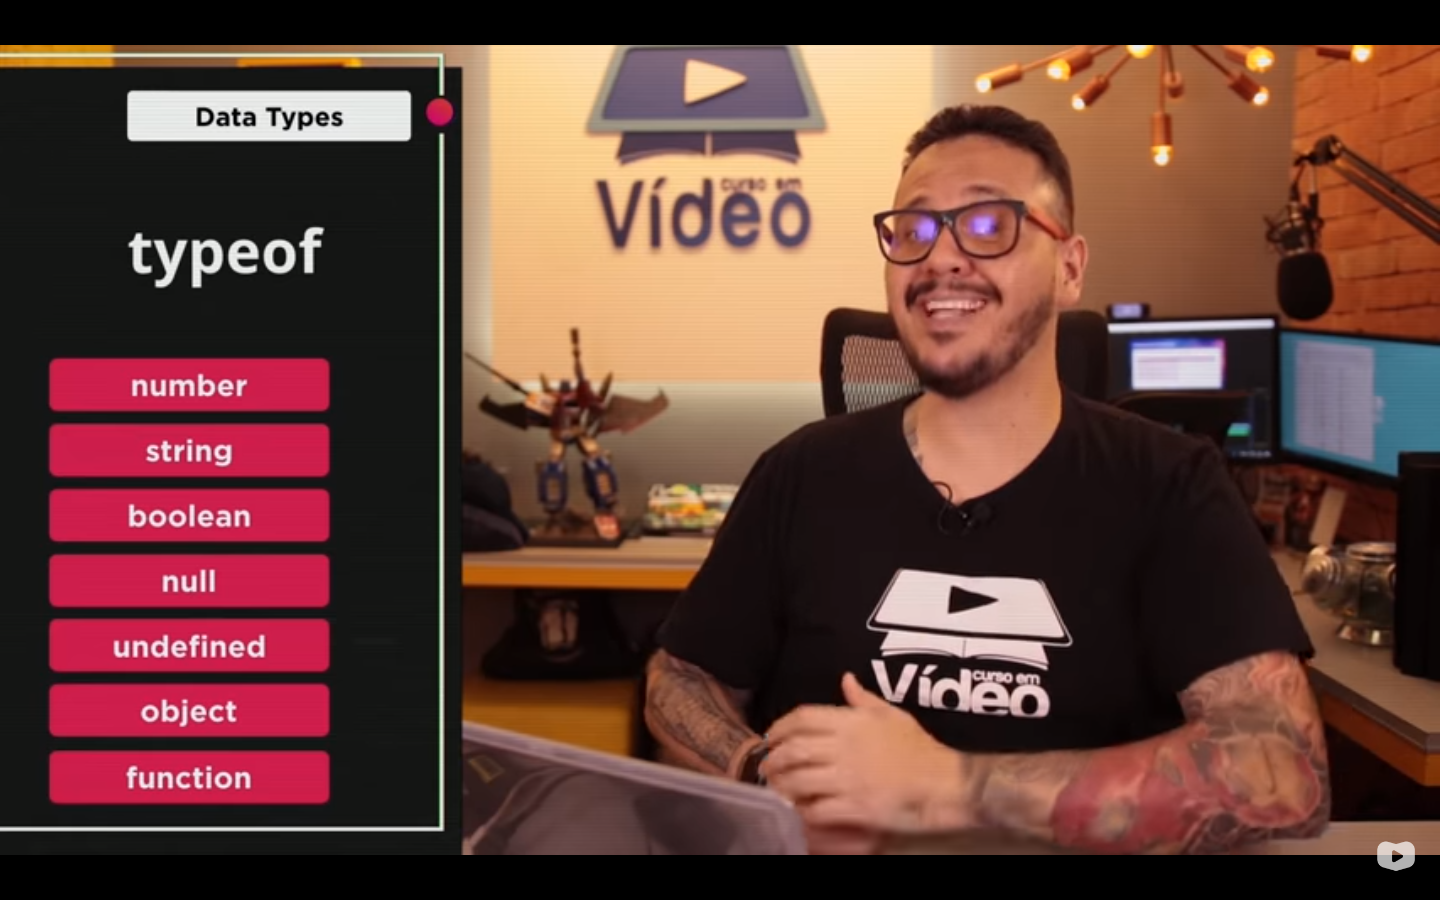 Data Types
typeof
number
string
boolean
null
undefined
object
function
curso em
Vídeo
curso em
Vídeo